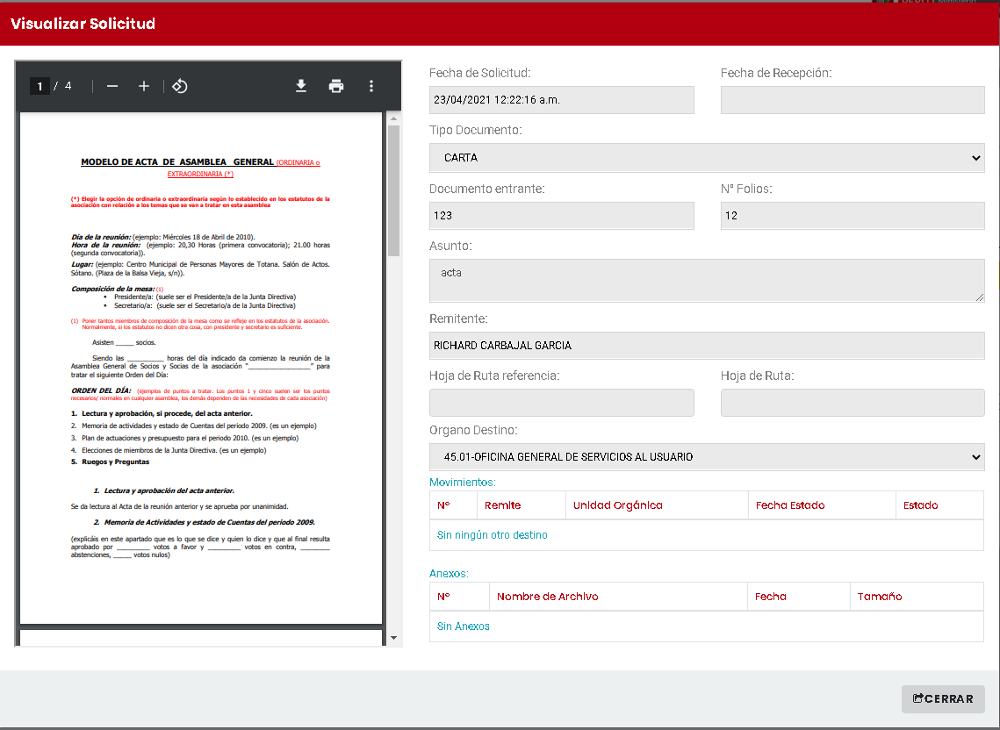 Visualizar Solicitud
1 / 4
MODELO DE ACTA DE ASAMBLEA GENERAL (ORDINARIA o
EXTRAORDINARIA (*)
(*) Elegir la opción de ordinaria o extraordinaria según lo establecido en los estatutos de la
asociación con relación a los temas que se van a tratar en esta asamblea
Día de la reunión: (ejemplo: Miércoles 18 de Abril de 2010).
Hora de la reunión: (ejemplo: 20,30 Horas (primera convocatoria); 21.00 horas
(segunda convocatoria)).
Lugar: (ejemplo: Centro Municipal de Personas Mayores de Totana. Salón de Actos.
Sótano. (Plaza de la Balsa Vieja, s/n)).
Composición de la mesa: (1)
• Presidente/a: (suele ser el Presidente/a de la Junta Directiva)
• Secretario/a: (suele ser el Secretario/a de la Junta Directiva)
(1) Poner tantos miembros de composición de la mesa como se refleje en los estatutos de la asociación.
Normalmente, si los estatutos no dicen otra cosa, con presidente y secretario es suficiente.
Asisten _____ socios.
Siendo las __________ horas del día indicado da comienzo la reunión de la
Asamblea General de Socios y Socias de la asociación "_________________" para
tratar el siguiente Orden del Día:
ORDEN DEL DÍA: (ejemplos de puntos a tratar. Los puntos 1 y cinco suelen ser los puntos
necesarios/ normales en cualquier asamblea, los demás dependen de las necesidades de cada asociación)
1. Lectura y aprobación, si procede, del acta anterior.
2. Memoria de actividades y estado de Cuentas del periodo 2009. (es un ejemplo)
3. Plan de actuaciones y presupuesto para el periodo 2010. (es un ejemplo)
4. Elecciones de miembros de la Junta Directiva. (es un ejemplo)
5. Ruegos y Preguntas
1. Lectura y aprobación del acta anterior.
Se da lectura al Acta de la reunión anterior y se aprueba por unanimidad.
2. Memoria de Actividades y estado de Cuentas del periodo 2009.
(explicáis en este apartado que es lo que se dice y quien lo dice y que al final resulta
aprobado por _________ votos a favor y _________ votos en contra, ________
abstenciones, _____ votos nulos)
Fecha de Solicitud:
Fecha de Recepción:
23/04/2021 12:22:16 a.m.
Tipo Documento:
CARTA
Documento entrante:
N° Folios:
123
12
Asunto:
acta
Remitente:
RICHARD CARBAJAL GARCIA
Hoja de Ruta referencia:
Hoja de Ruta:
Organo Destino:
45.01-OFICINA GENERAL DE SERVICIOS AL USUARIO
Movimientos:
N° Remite Unidad Orgánica Fecha Estado Estado
Sin ningún otro destino
Anexos:
N° Nombre de Archivo Fecha Tamaño
Sin Anexos
CERRAR